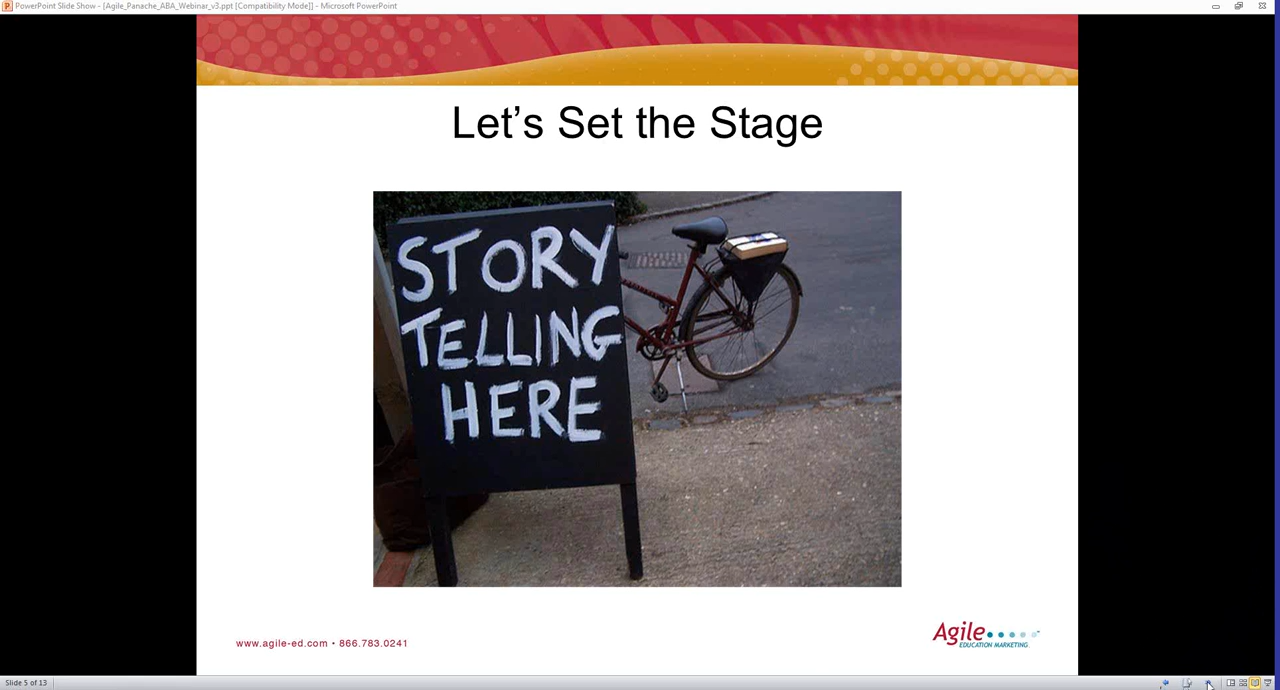 PowerPoint Slide Show - [Agile_Panache_ABA_Webinar_v3.ppt [Compatibility Mode]] - Microsoft PowerPoint
Let's Set the Stage
STORY
TELLING
HERE
www.agile-ed.com • 866.783.0241
Agile
EDUCATION MARKETING
Slide 5 of 13